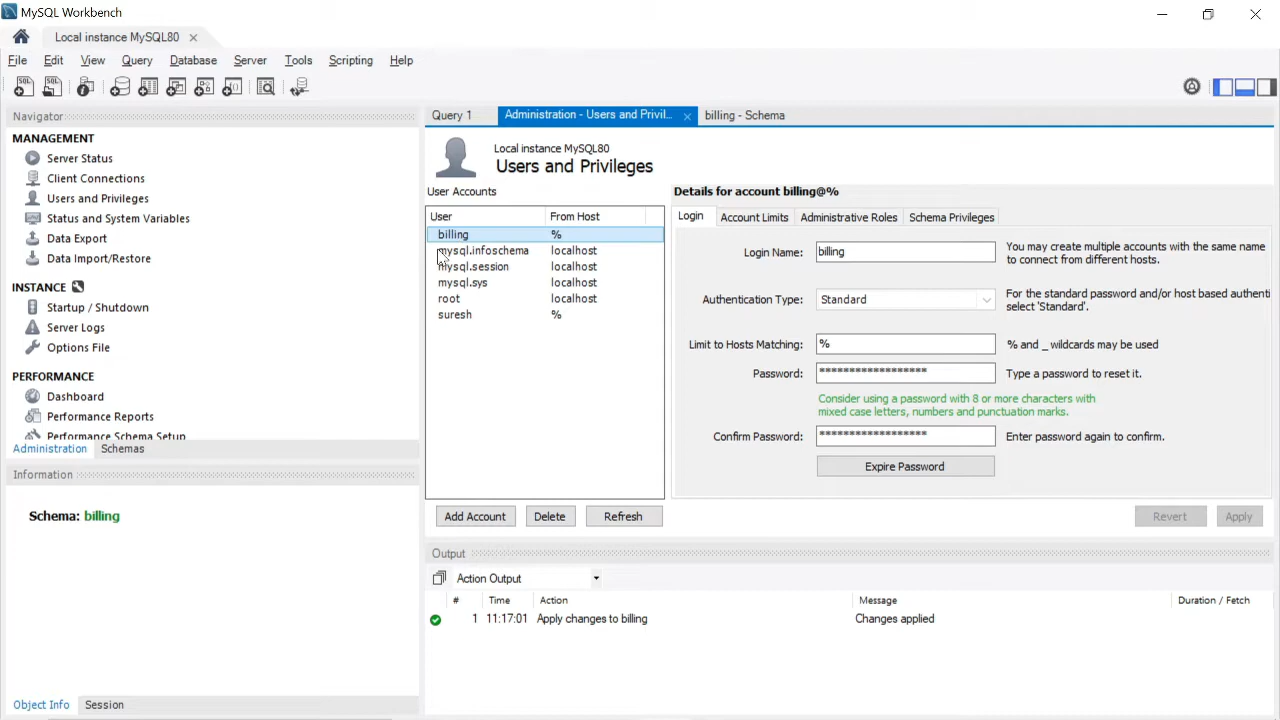 MySQL Workbench
Local instance MySQL80
File Edit View Query Database Server Tools Scripting Help
Navigator
MANAGEMENT
Server Status
Client Connections
Users and Privileges
Status and System Variables
Data Export
Data Import/Restore
INSTANCE
Startup / Shutdown
Server Logs
Options File
PERFORMANCE
Dashboard
Performance Reports
Performance Schema Setup
Administration Schemas
Information
Schema: billing
Object Info Session
Query 1 Administration - Users and Privil... billing - Schema
Local instance MySQL80
Users and Privileges
User Accounts
User From Host
billing %
mysql.infoschema localhost
mysql.session localhost
mysql.sys localhost
root localhost
suresh %
Add Account Delete Refresh
Details for account billing@%
Login Account Limits Administrative Roles Schema Privileges
Login Name: billing You may create multiple accounts with the same name
to connect from different hosts.
Authentication Type: Standard For the standard password and/or host based authenti
select 'Standard'.
Limit to Hosts Matching: % % and _ wildcards may be used
Password: ****************** Type a password to reset it.
Consider using a password with 8 or more characters with
mixed case letters, numbers and punctuation marks.
Confirm Password: ****************** Enter password again to confirm.
Expire Password
Revert Apply
Output
Action Output
# Time Action Message Duration / Fetch
1 11:17:01 Apply changes to billing Changes applied